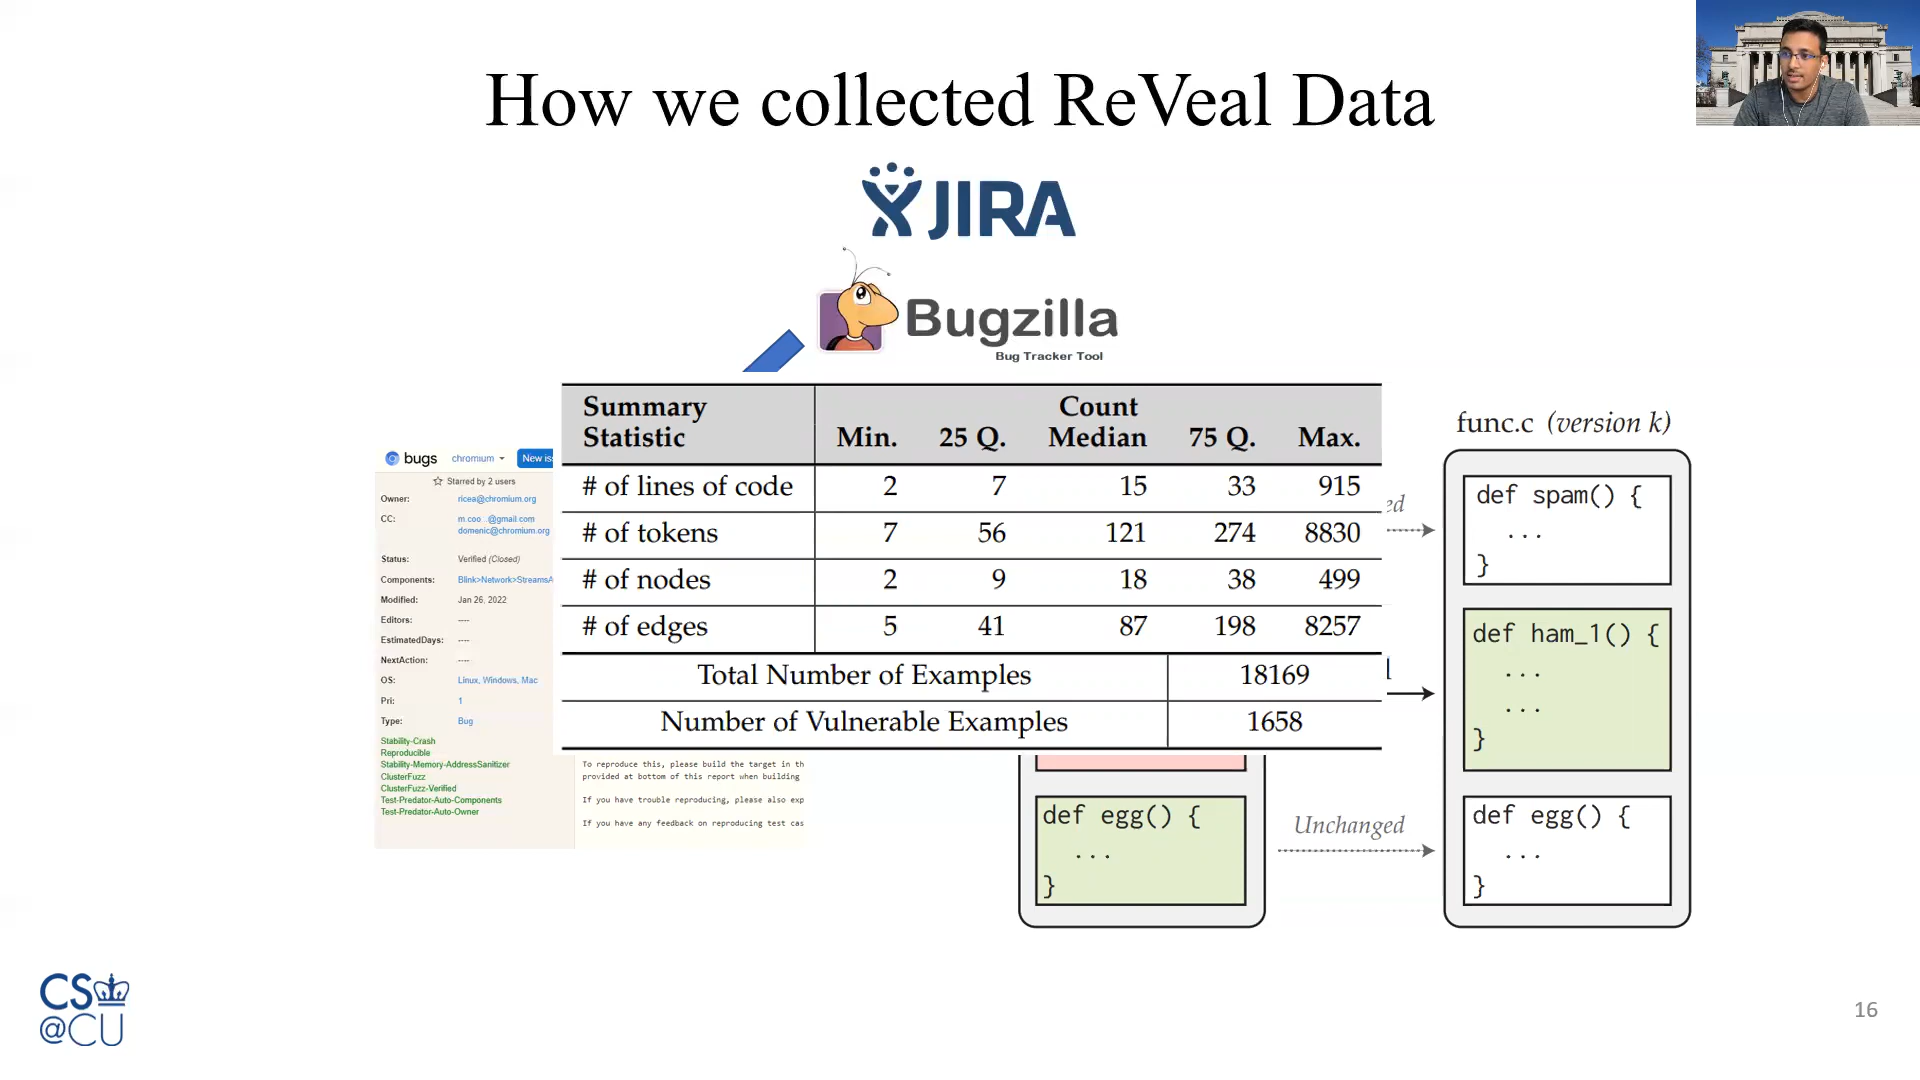 How we collected ReVeal Data
JIRA
Bugzilla
Bug Tracker Tool
bugs chromium New
Starred by 2 users
Owner: ricea@chromium.org
CC: m.coo...@gmail.com
domenic@chromium.org
Status: Verified (Closed)
Components: Blink>Network>StreamsA
Modified: Jan 26, 2022
Editors: ----
EstimatedDays: ----
NextAction: ----
OS: Linux, Windows, Mac
Pri: 1
Type: Bug
Stability-Crash
Reproducible
Stability-Memory-AddressSanitizer
ClusterFuzz
ClusterFuzz-Verified
Test-Predator-Auto-Components
Test-Predator-Auto-Owner
To reproduce this, please build the target in th
provided at bottom of this report when building
If you have trouble reproducing, please also exp
If you have any feedback on reproducing test cas
Summary Statistic Count
Min. 25 Q. Median 75 Q. Max.
# of lines of code 2 7 15 33 915
# of tokens 7 56 121 274 8830
# of nodes 2 9 18 38 499
# of edges 5 41 87 198 8257
Total Number of Examples 18169
Number of Vulnerable Examples 1658
func.c (version k)
def spam() {
...
}
def ham_1() {
...
...
}
def egg() {
...
}
Unchanged
def egg() {
...
}
CS
@CU
16